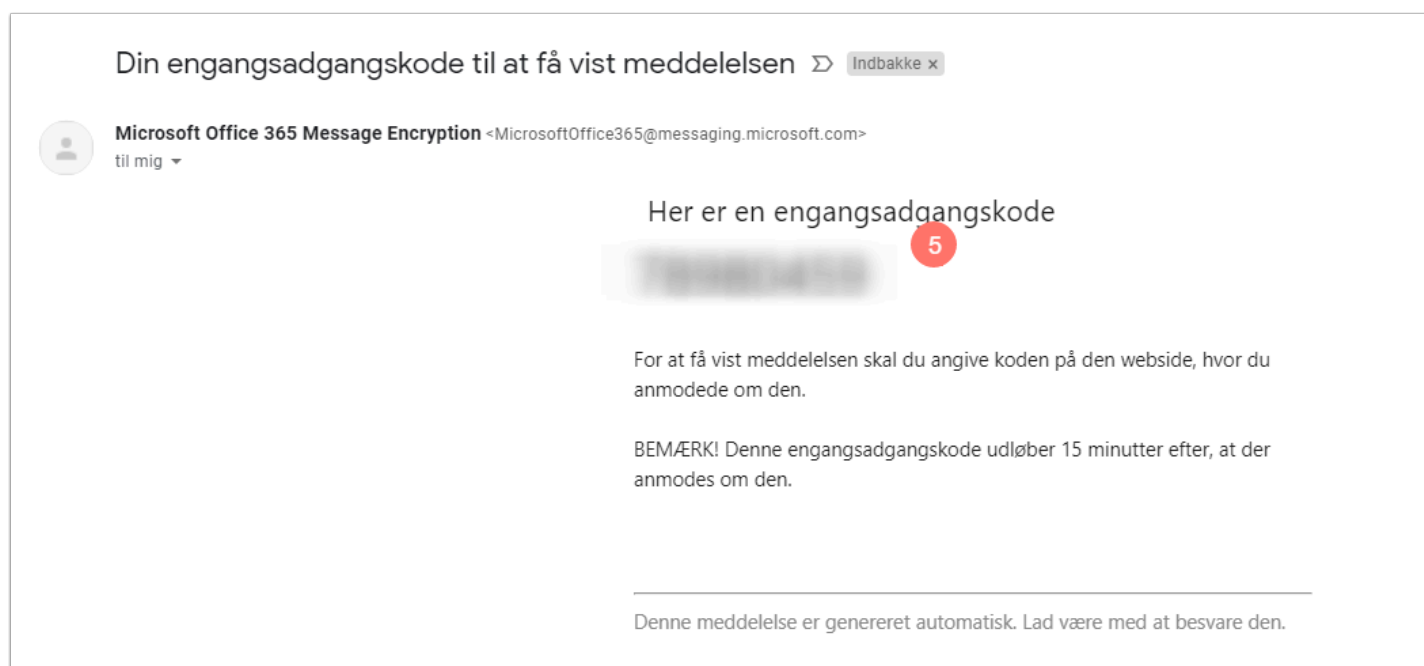 Din engangsadgangskode til at få vist meddelelsen Indbakke x
Microsoft Office 365 Message Encryption <MicrosoftOffice365@messaging.microsoft.com>
til mig
Her er en engangsadgangskode
5
For at få vist meddelelsen skal du angive koden på den webside, hvor du
anmodede om den.
BEMÆRK! Denne engangsadgangskode udløber 15 minutter efter, at der
anmodes om den.
Denne meddelelse er genereret automatisk. Lad være med at besvare den.